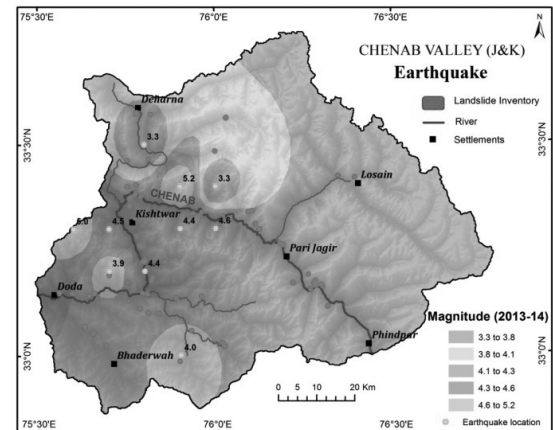 75°30'E 76°0'E 76°30'E
N
CHENAB VALLEY (J&K)
Earthquake
Landslide Inventory
River
Settlements
33°30'N
33°30'N
Deharna
3.3
5.2
3.3
Losain
CHENAB
Kishtwar
5.0
4.5
4.4
4.6
Pari Jagir
3.9
4.4
Doda
Phindpar
Bhaderwah
4.0
Magnitude (2013-14)
3.3 to 3.8
3.8 to 4.1
4.1 to 4.3
4.3 to 4.6
4.6 to 5.2
Earthquake location
33°0'N
33°0'N
0 5 10 20 Km
75°30'E 76°0'E 76°30'E